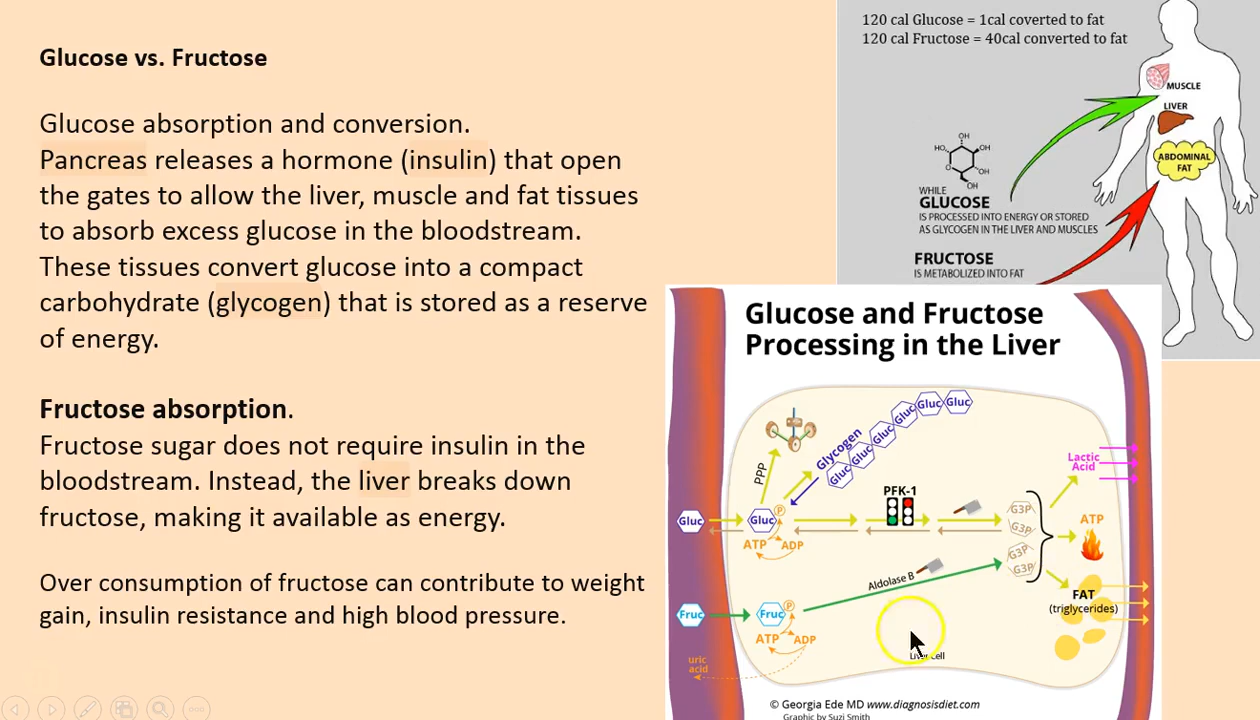 Glucose vs. Fructose
Glucose absorption and conversion.
Pancreas releases a hormone (insulin) that open
the gates to allow the liver, muscle and fat tissues
to absorb excess glucose in the bloodstream.
These tissues convert glucose into a compact
carbohydrate (glycogen) that is stored as a reserve
of energy.
Fructose absorption.
Fructose sugar does not require insulin in the
bloodstream. Instead, the liver breaks down
fructose, making it available as energy.
Over consumption of fructose can contribute to weight
gain, insulin resistance and high blood pressure.
120 cal Glucose = 1cal coverted to fat
120 cal Fructose = 40cal converted to fat
MUSCLE
LIVER
ABDOMINAL
FAT
OH
HO
OH
O
OH
OH
WHILE
GLUCOSE
IS PROCESSED INTO ENERGY OR STORED
AS GLYCOGEN IN THE LIVER AND MUSCLES
FRUCTOSE
IS METABOLIZED INTO FAT
Glucose and Fructose
Processing in the Liver
Gluc
Gluc
Gluc
Gluc
Gluc
Gluc
Glycogen
PPP
Lactic
Acid
PFK-1
Gluc
Gluc
P
G3P
G3P
ATP
ATP
ADP
G3P
G3P
Aldolase B
FAT
(triglycerides)
Fruc
Fruc
P
ATP
ADP
uric
acid
Liver Cell
© Georgia Ede MD www.diagnosisdiet.com
Graphic by Suzi Smith